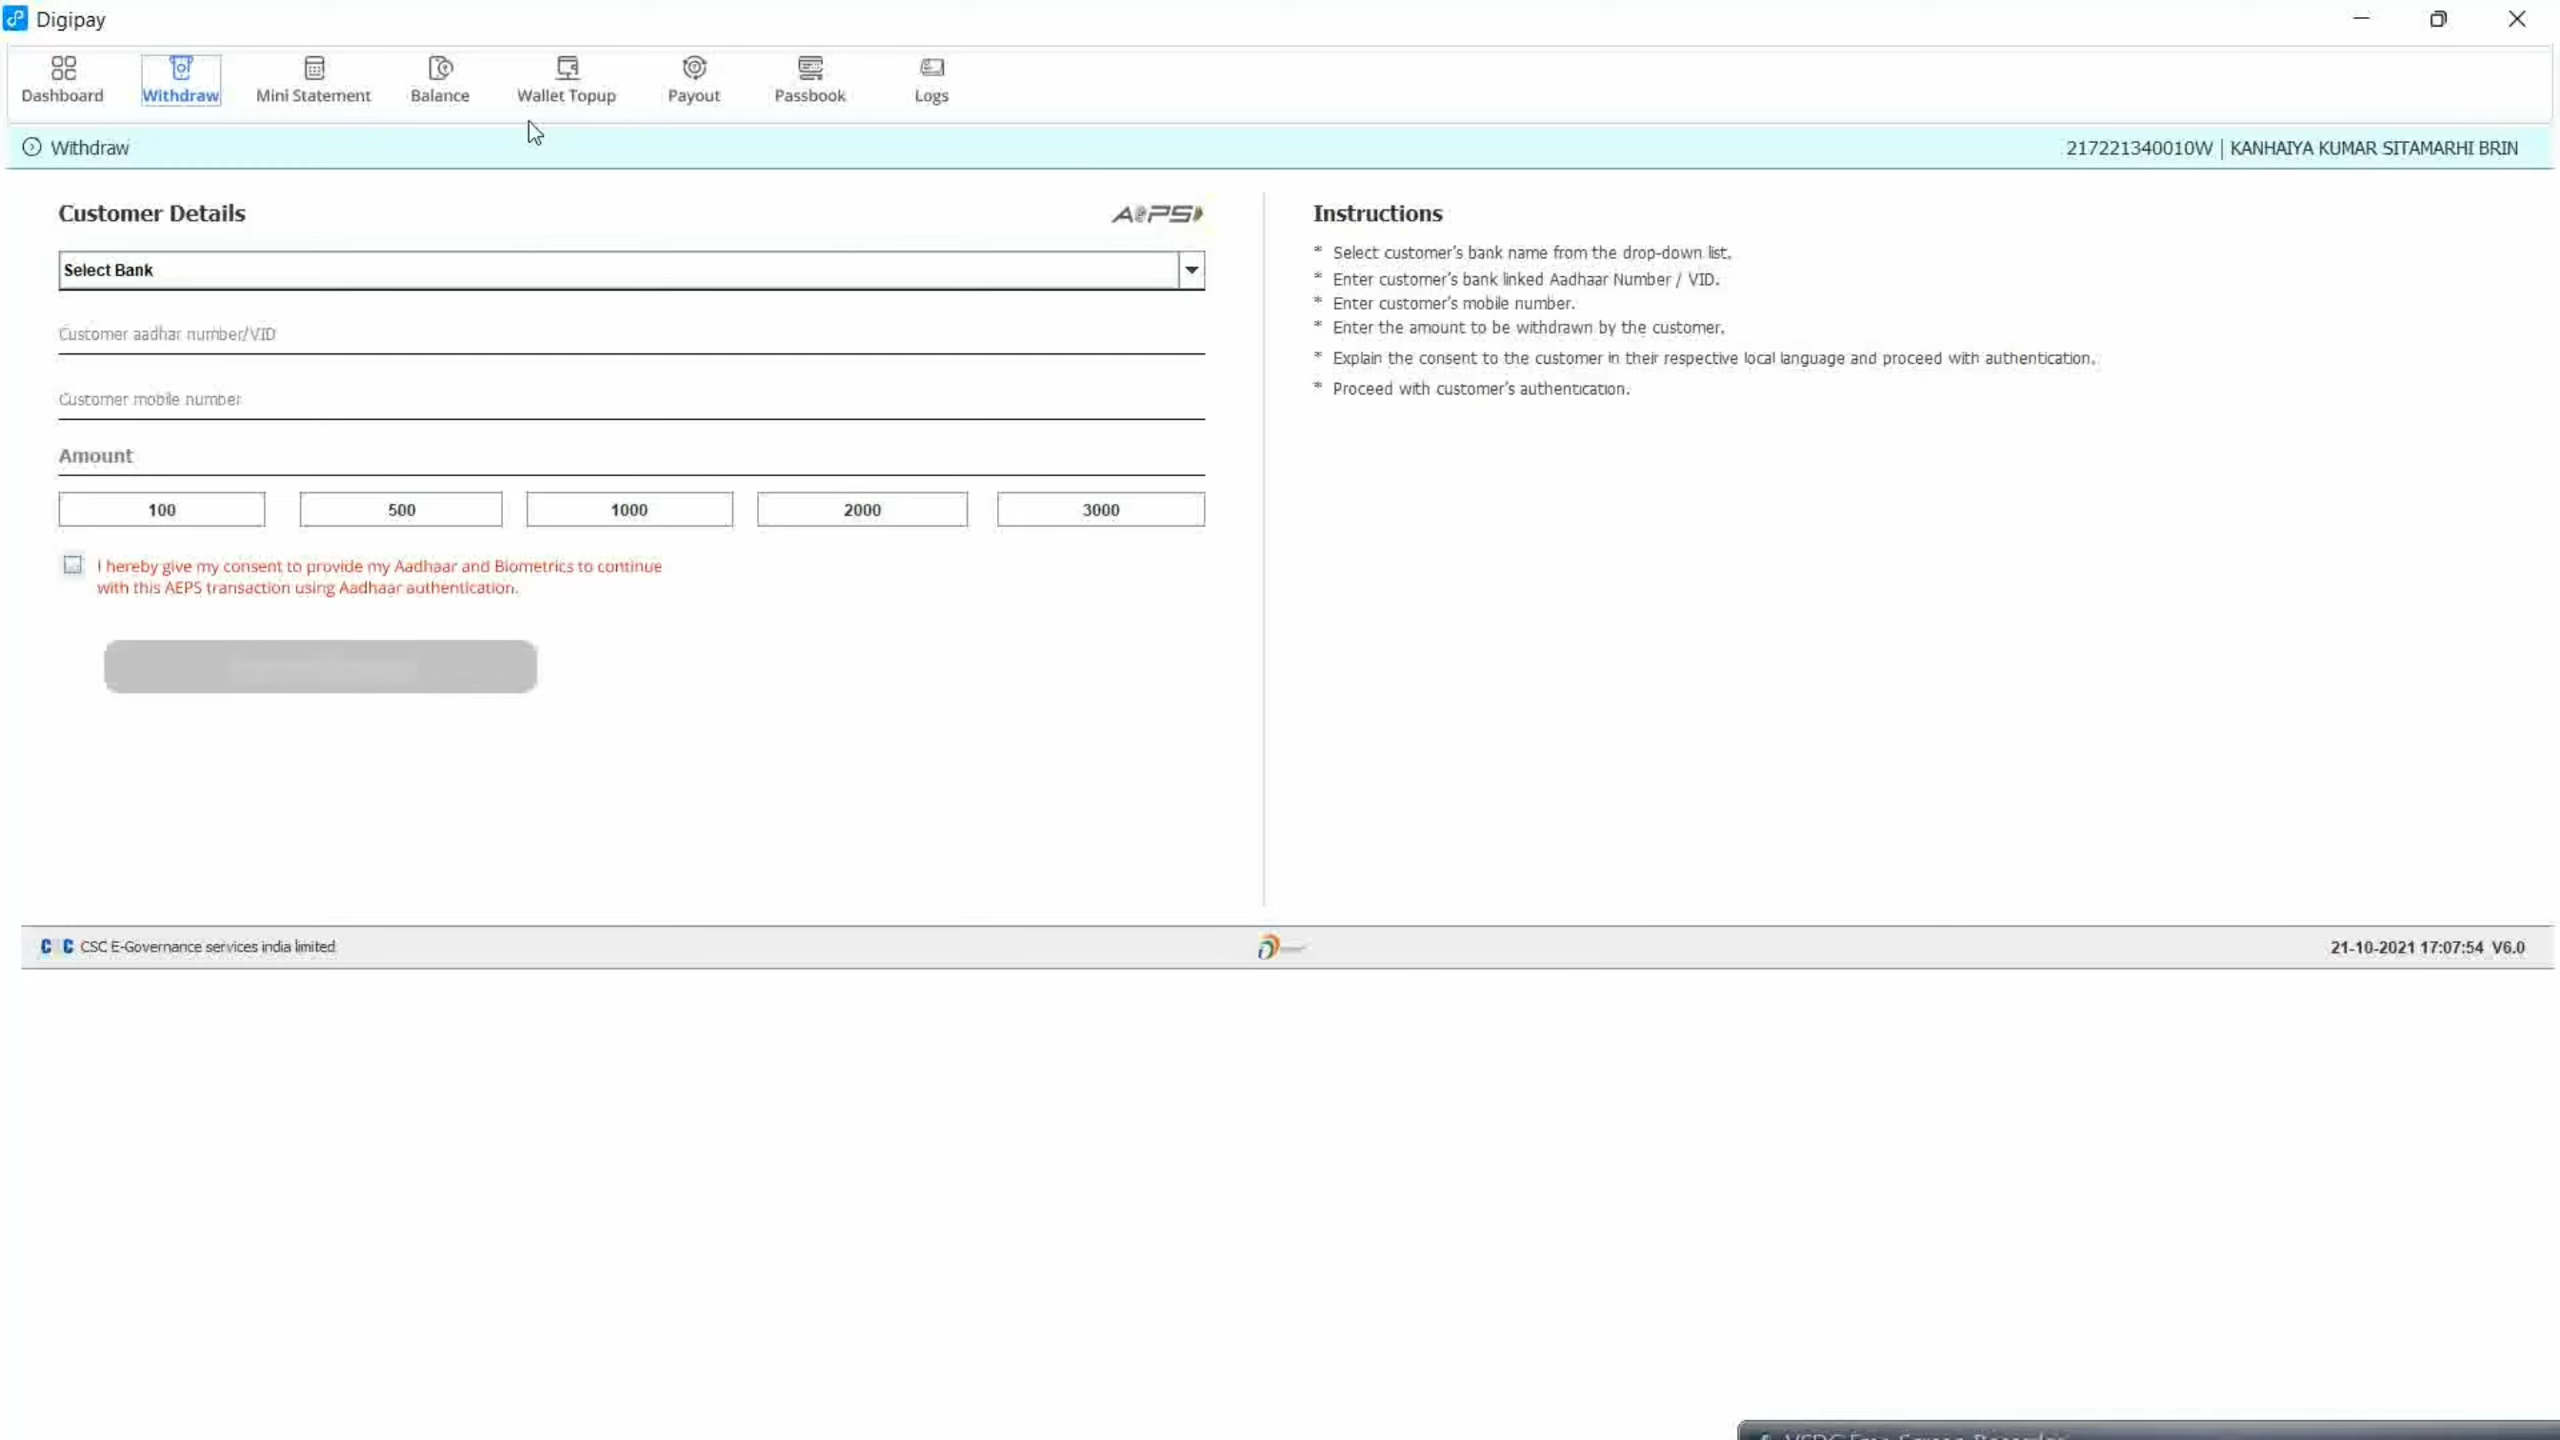 Digipay
Dashboard Withdraw Mini Statement Balance Wallet Topup Payout Passbook Logs
Withdraw 217221340010W | KANHAIYA KUMAR SITAMARHI BRIN
Customer Details AePS
Select Bank
Customer aadhar number/VID
Customer mobile number
Amount
100 500 1000 2000 3000
I hereby give my consent to provide my Aadhaar and Biometrics to continue
with this AEPS transaction using Aadhaar authentication.
Instructions
* Select customer's bank name from the drop-down list.
* Enter customer's bank linked Aadhaar Number / VID.
* Enter customer's mobile number.
* Enter the amount to be withdrawn by the customer.
* Explain the consent to the customer in their respective local language and proceed with authentication.
* Proceed with customer's authentication.
CSC E-Governance services india limited 21-10-2021 17:07:54 V6.0